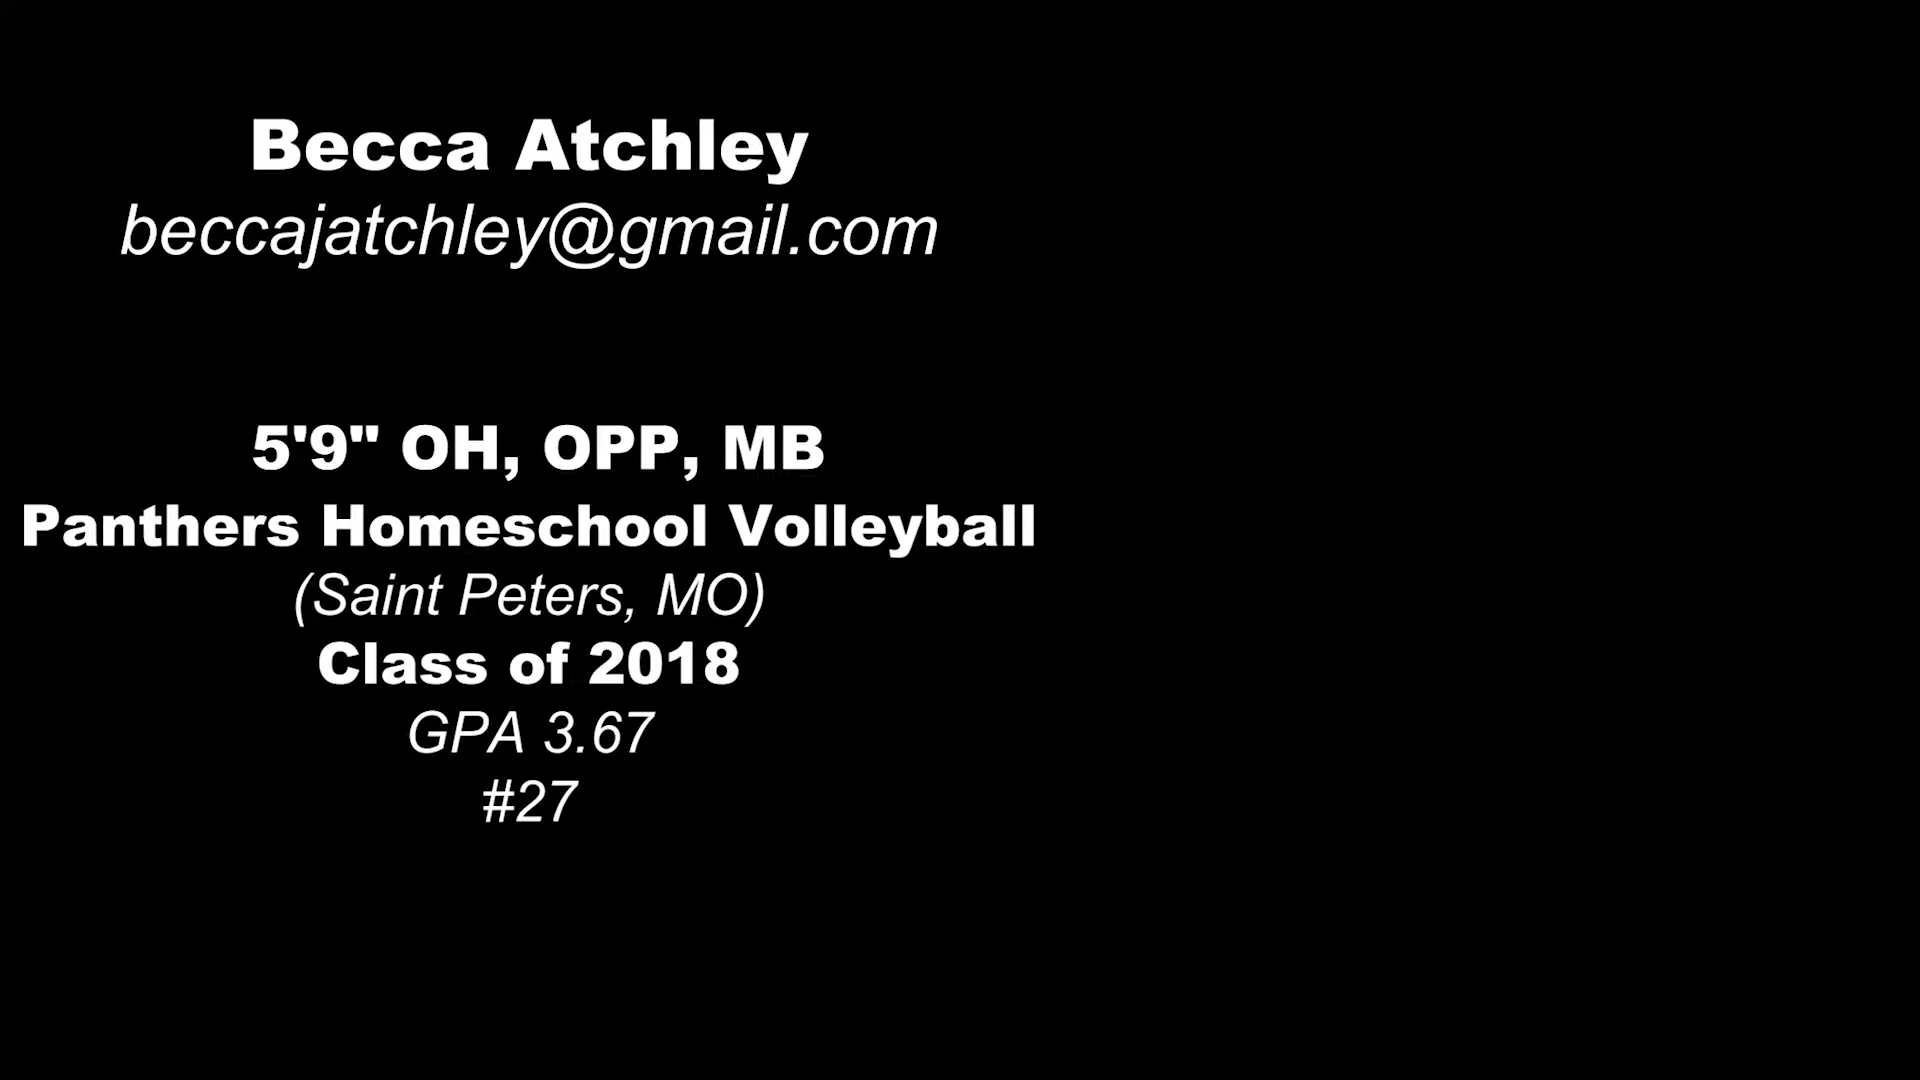 Becca Atchley
beccajatchley@gmail.com
5'9" OH, OPP, MB
Panthers Homeschool Volleyball
(Saint Peters, MO)
Class of 2018
GPA 3.67
#27